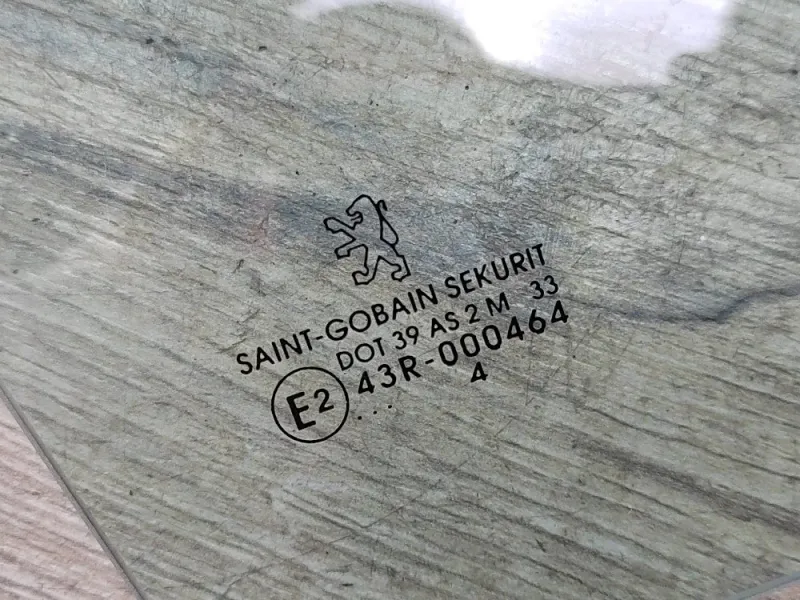 SAINT-GOBAIN SEKURIT
DOT 39 AS 2 M 33
E2 43R-000464
... 4